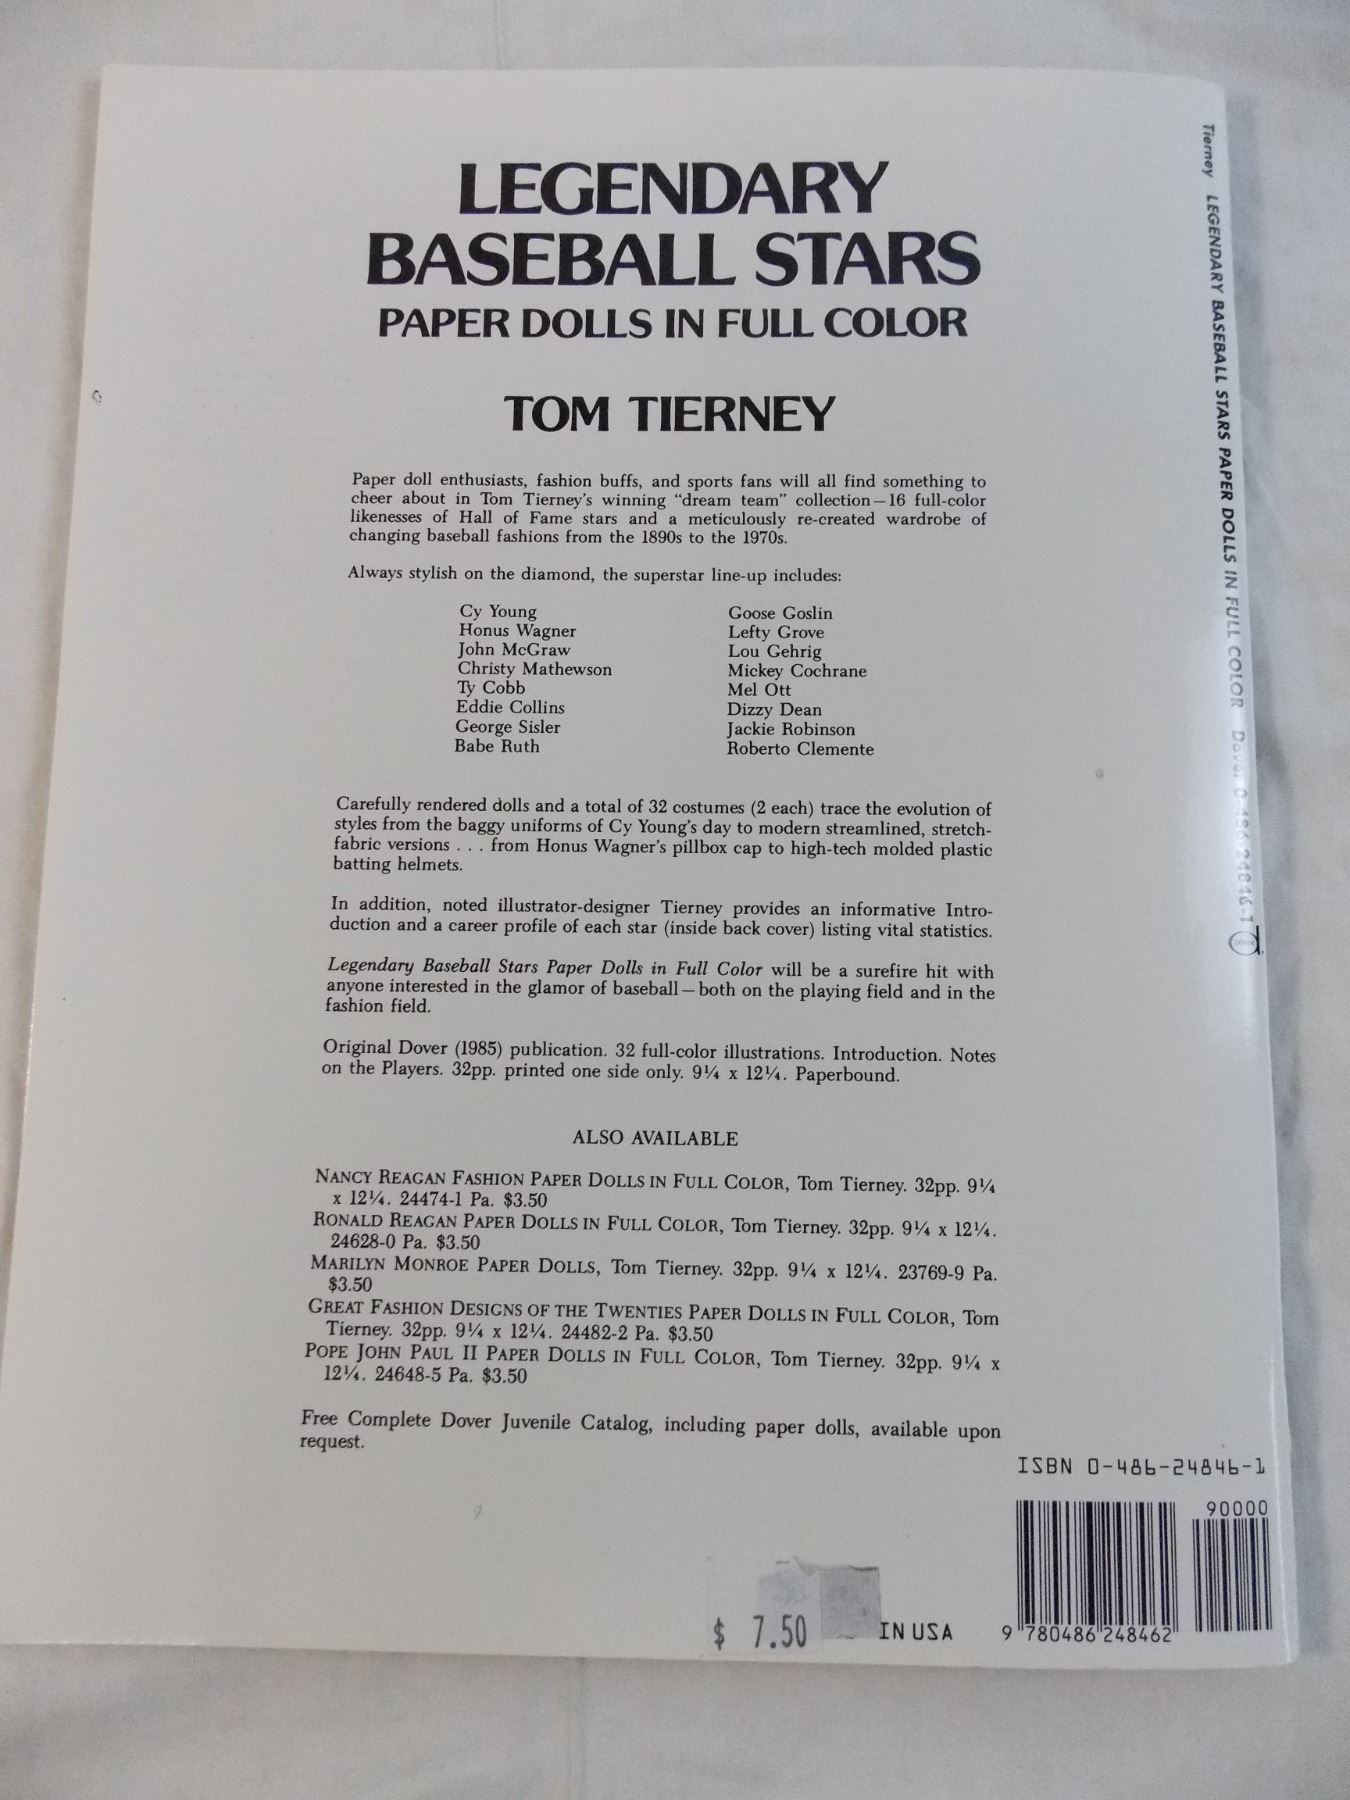 LEGENDARY
BASEBALL STARS
PAPER DOLLS IN FULL COLOR
TOM TIERNEY
Paper doll enthusiasts, fashion buffs, and sports fans will all find something to
cheer about in Tom Tierney's winning “dream team” collection—16 full-color
likenesses of Hall of Fame stars and a meticulously re-created wardrobe of
changing baseball fashions from the 1890s to the 1970s.
Always stylish on the diamond, the superstar line-up includes:
Cy Young
Honus Wagner
John McGraw
Christy Mathewson
Ty Cobb
Eddie Collins
George Sisler
Babe Ruth
Goose Goslin
Lefty Grove
Lou Gehrig
Mickey Cochrane
Mel Ott
Dizzy Dean
Jackie Robinson
Roberto Clemente
Carefully rendered dolls and a total of 32 costumes (2 each) trace the evolution of
styles from the baggy uniforms of Cy Young's day to modern streamlined, stretch-
fabric versions . . . from Honus Wagner's pillbox cap to high-tech molded plastic
batting helmets.
In addition, noted illustrator-designer Tierney provides an informative Intro-
duction and a career profile of each star (inside back cover) listing vital statistics.
Legendary Baseball Stars Paper Dolls in Full Color will be a surefire hit with
anyone interested in the glamor of baseball—both on the playing field and in the
fashion field.
Original Dover (1985) publication. 32 full-color illustrations. Introduction. Notes
on the Players. 32pp. printed one side only. 9¼ x 12¼. Paperbound.
ALSO AVAILABLE
NANCY REAGAN FASHION PAPER DOLLS IN FULL COLOR, Tom Tierney. 32pp. 9¼
x 12¼. 24474-1 Pa. $3.50
RONALD REAGAN PAPER DOLLS IN FULL COLOR, Tom Tierney. 32pp. 9¼ x 12¼.
24628-0 Pa. $3.50
MARILYN MONROE PAPER DOLLS, Tom Tierney. 32pp. 9¼ x 12¼. 23769-9 Pa.
$3.50
GREAT FASHION DESIGNS OF THE TWENTIES PAPER DOLLS IN FULL COLOR, Tom
Tierney. 32pp. 9¼ x 12¼. 24482-2 Pa. $3.50
POPE JOHN PAUL II PAPER DOLLS IN FULL COLOR, Tom Tierney. 32pp. 9¼ x
12¼. 24648-5 Pa. $3.50
Free Complete Dover Juvenile Catalog, including paper dolls, available upon
request.
ISBN 0-486-24846-1
90000
9 780486 248462
$ 7.50
IN USA
Tierney LEGENDARY BASEBALL STARS PAPER DOLLS IN FULL COLOR Dover 0-486-24846-1